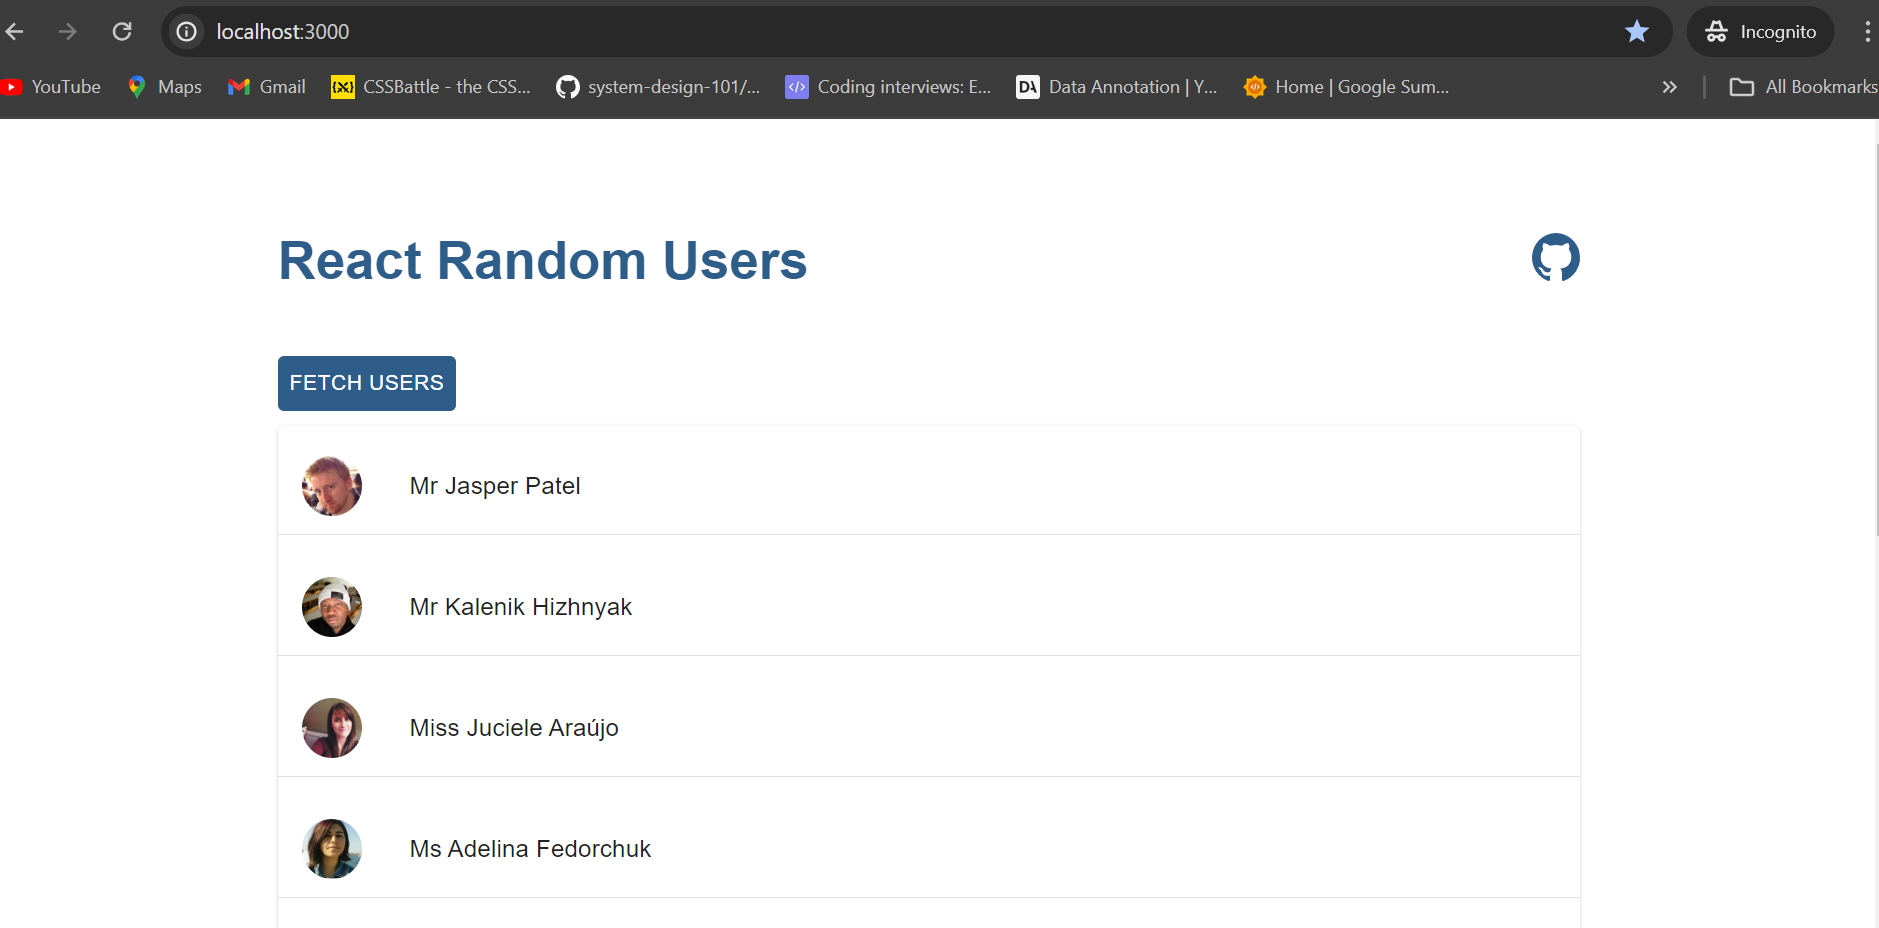 localhost:3000
Incognito
YouTube Maps Gmail CSSBattle - the CSS... system-design-101/... Coding interviews: E... DA Data Annotation | Y... Home | Google Sum... » All Bookmarks
React Random Users
FETCH USERS
Mr Jasper Patel
Mr Kalenik Hizhnyak
Miss Juciele Araújo
Ms Adelina Fedorchuk